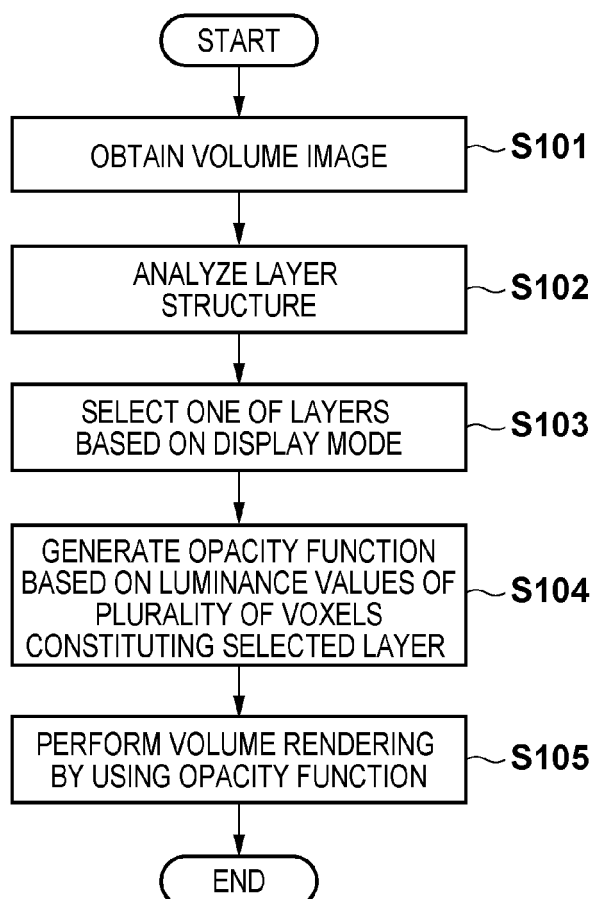 START
OBTAIN VOLUME IMAGE
S101
ANALYZE LAYER
STRUCTURE
S102
SELECT ONE OF LAYERS
BASED ON DISPLAY MODE
S103
GENERATE OPACITY FUNCTION
BASED ON LUMINANCE VALUES OF
PLURALITY OF VOXELS
CONSTITUTING SELECTED LAYER
S104
PERFORM VOLUME RENDERING
BY USING OPACITY FUNCTION
S105
END